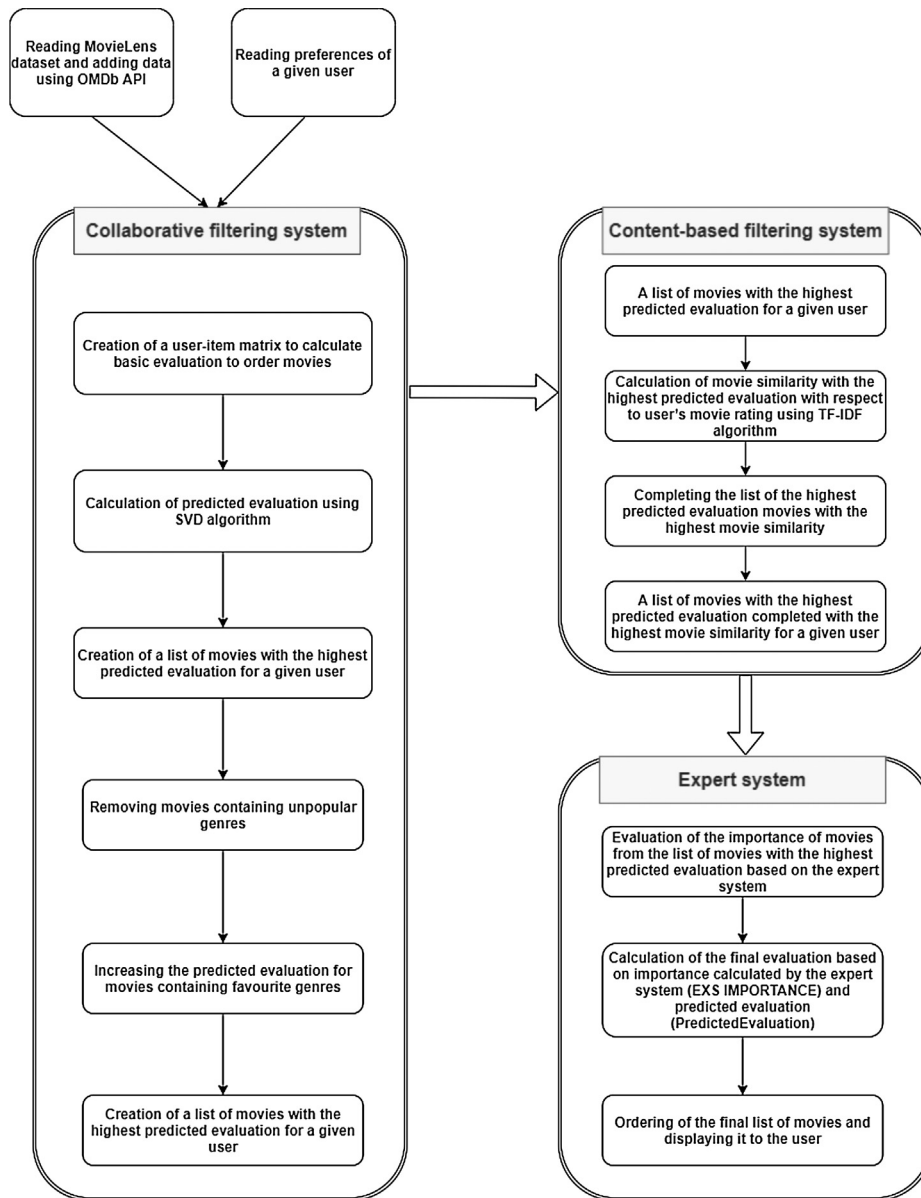 Reading MovieLens
dataset and adding data
using OMDb API
Reading preferences of
a given user
Collaborative filtering system
Creation of a user-item matrix to calculate
basic evaluation to order movies
Calculation of predicted evaluation using
SVD algorithm
Creation of a list of movies with the highest
predicted evaluation for a given user
Removing movies containing unpopular
genres
Increasing the predicted evaluation for
movies containing favourite genres
Creation of a list of movies with the
highest predicted evaluation for a given
user
Content-based filtering system
A list of movies with the highest
predicted evaluation for a given user
Calculation of movie similarity with the
highest predicted evaluation with respect
to user's movie rating using TF-IDF
algorithm
Completing the list of the highest
predicted evaluation movies with the
highest movie similarity
A list of movies with the highest
predicted evaluation completed with the
highest movie similarity for a given user
Expert system
Evaluation of the importance of movies
from the list of movies with the highest
predicted evaluation based on the expert
system
Calculation of the final evaluation based
on importance calculated by the expert
system (EXS IMPORTANCE) and
predicted evaluation
(PredictedEvaluation)
Ordering of the final list of movies and
displaying it to the user